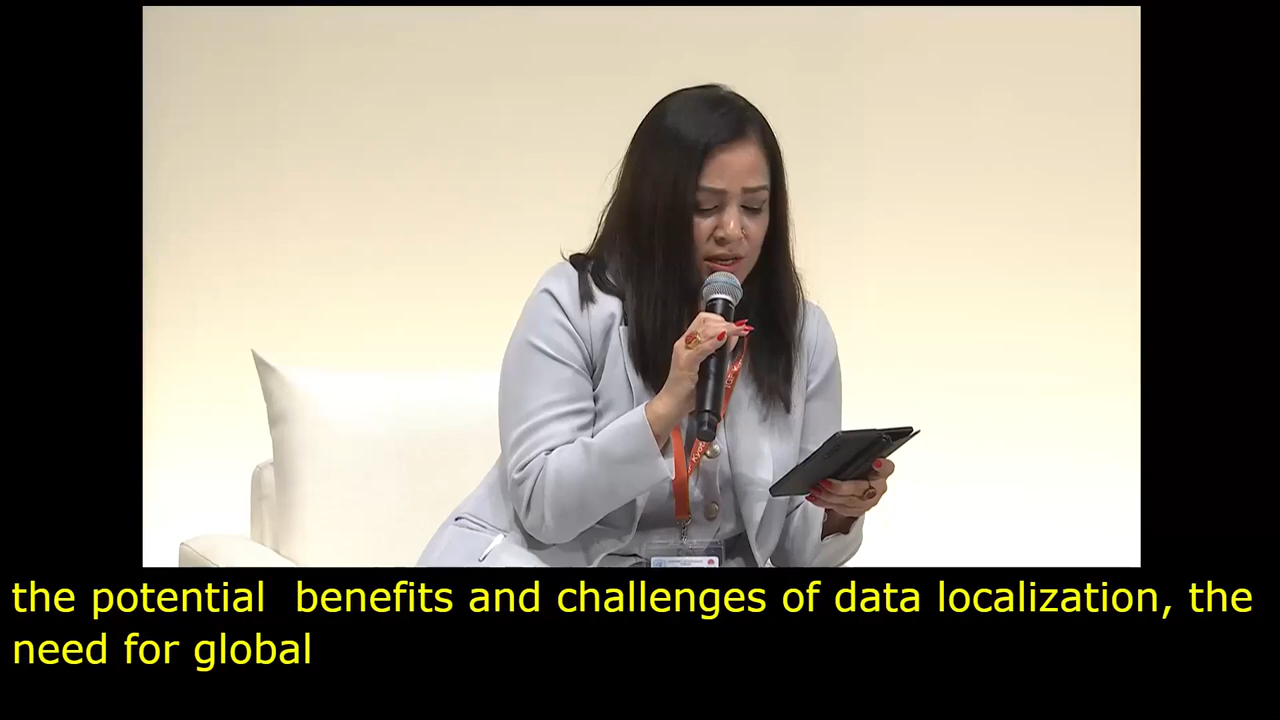 the potential  benefits and challenges of data localization, the
need for global